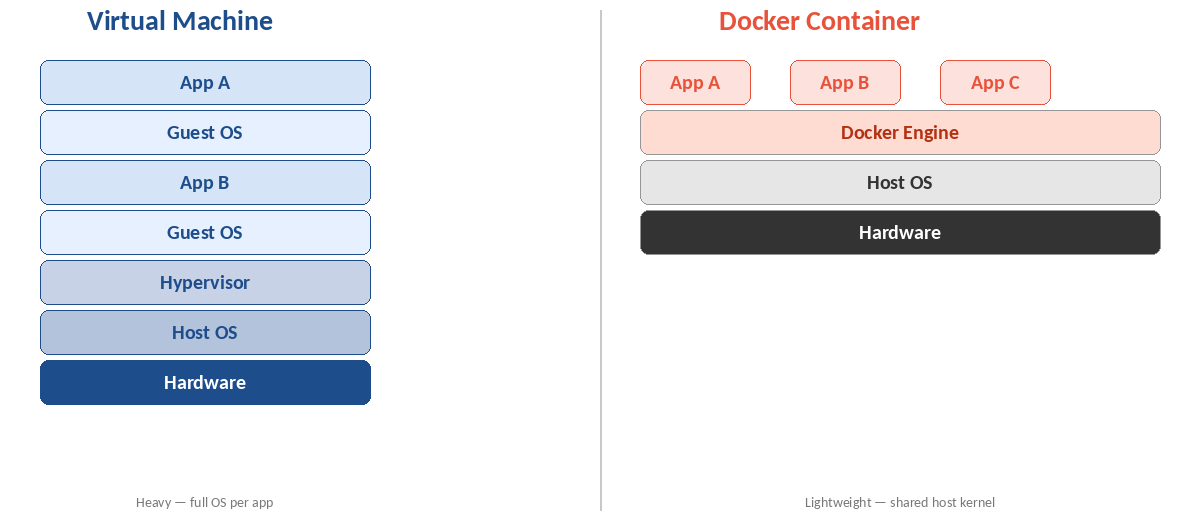 Virtual Machine
App A
Guest OS
App B
Guest OS
Hypervisor
Host OS
Hardware
Heavy — full OS per app
Docker Container
App A
App B
App C
Docker Engine
Host OS
Hardware
Lightweight — shared host kernel